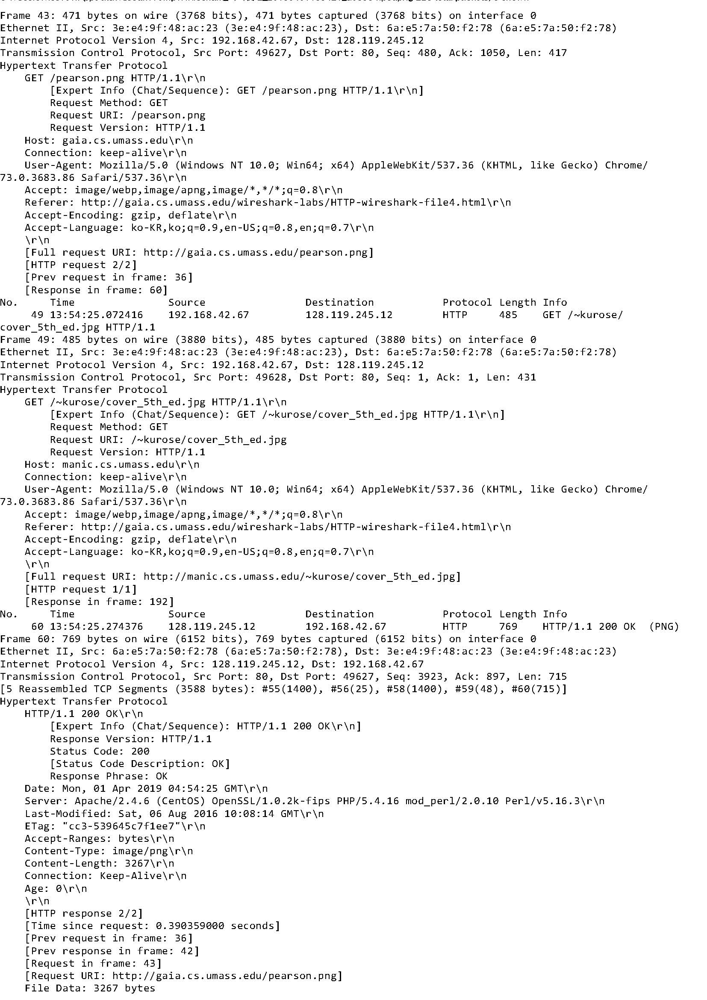 Frame 43: 471 bytes on wire (3768 bits), 471 bytes captured (3768 bits) on interface 0
Ethernet II, Src: 3e:e4:9f:48:ac:23 (3e:e4:9f:48:ac:23), Dst: 6a:e5:7a:50:f2:78 (6a:e5:7a:50:f2:78)
Internet Protocol Version 4, Src: 192.168.42.67, Dst: 128.119.245.12
Transmission Control Protocol, Src Port: 49627, Dst Port: 80, Seq: 480, Ack: 1050, Len: 417
Hypertext Transfer Protocol
    GET /pearson.png HTTP/1.1\r\n
        [Expert Info (Chat/Sequence): GET /pearson.png HTTP/1.1\r\n]
        Request Method: GET
        Request URI: /pearson.png
        Request Version: HTTP/1.1
    Host: gaia.cs.umass.edu\r\n
    Connection: keep-alive\r\n
    User-Agent: Mozilla/5.0 (Windows NT 10.0; Win64; x64) AppleWebKit/537.36 (KHTML, like Gecko) Chrome/
73.0.3683.86 Safari/537.36\r\n
    Accept: image/webp,image/apng,image/*,*/*;q=0.8\r\n
    Referer: http://gaia.cs.umass.edu/wireshark-labs/HTTP-wireshark-file4.html\r\n
    Accept-Encoding: gzip, deflate\r\n
    Accept-Language: ko-KR,ko;q=0.9,en-US;q=0.8,en;q=0.7\r\n
    \r\n
    [Full request URI: http://gaia.cs.umass.edu/pearson.png]
    [HTTP request 2/2]
    [Prev request in frame: 36]
    [Response in frame: 60]
No.     Time               Source                Destination           Protocol Length Info
     49 13:54:25.072416    192.168.42.67         128.119.245.12        HTTP     485    GET /~kurose/
cover_5th_ed.jpg HTTP/1.1
Frame 49: 485 bytes on wire (3880 bits), 485 bytes captured (3880 bits) on interface 0
Ethernet II, Src: 3e:e4:9f:48:ac:23 (3e:e4:9f:48:ac:23), Dst: 6a:e5:7a:50:f2:78 (6a:e5:7a:50:f2:78)
Internet Protocol Version 4, Src: 192.168.42.67, Dst: 128.119.245.12
Transmission Control Protocol, Src Port: 49628, Dst Port: 80, Seq: 1, Ack: 1, Len: 431
Hypertext Transfer Protocol
    GET /~kurose/cover_5th_ed.jpg HTTP/1.1\r\n
        [Expert Info (Chat/Sequence): GET /~kurose/cover_5th_ed.jpg HTTP/1.1\r\n]
        Request Method: GET
        Request URI: /~kurose/cover_5th_ed.jpg
        Request Version: HTTP/1.1
    Host: manic.cs.umass.edu\r\n
    Connection: keep-alive\r\n
    User-Agent: Mozilla/5.0 (Windows NT 10.0; Win64; x64) AppleWebKit/537.36 (KHTML, like Gecko) Chrome/
73.0.3683.86 Safari/537.36\r\n
    Accept: image/webp,image/apng,image/*,*/*;q=0.8\r\n
    Referer: http://gaia.cs.umass.edu/wireshark-labs/HTTP-wireshark-file4.html\r\n
    Accept-Encoding: gzip, deflate\r\n
    Accept-Language: ko-KR,ko;q=0.9,en-US;q=0.8,en;q=0.7\r\n
    \r\n
    [Full request URI: http://manic.cs.umass.edu/~kurose/cover_5th_ed.jpg]
    [HTTP request 1/1]
    [Response in frame: 192]
No.     Time               Source                Destination           Protocol Length Info
     60 13:54:25.274376    128.119.245.12        192.168.42.67         HTTP     769    HTTP/1.1 200 OK  (PNG)
Frame 60: 769 bytes on wire (6152 bits), 769 bytes captured (6152 bits) on interface 0
Ethernet II, Src: 6a:e5:7a:50:f2:78 (6a:e5:7a:50:f2:78), Dst: 3e:e4:9f:48:ac:23 (3e:e4:9f:48:ac:23)
Internet Protocol Version 4, Src: 128.119.245.12, Dst: 192.168.42.67
Transmission Control Protocol, Src Port: 80, Dst Port: 49627, Seq: 3923, Ack: 897, Len: 715
[5 Reassembled TCP Segments (3588 bytes): #55(1400), #56(25), #58(1400), #59(48), #60(715)]
Hypertext Transfer Protocol
    HTTP/1.1 200 OK\r\n
        [Expert Info (Chat/Sequence): HTTP/1.1 200 OK\r\n]
        Response Version: HTTP/1.1
        Status Code: 200
        [Status Code Description: OK]
        Response Phrase: OK
    Date: Mon, 01 Apr 2019 04:54:25 GMT\r\n
    Server: Apache/2.4.6 (CentOS) OpenSSL/1.0.2k-fips PHP/5.4.16 mod_perl/2.0.10 Perl/v5.16.3\r\n
    Last-Modified: Sat, 06 Aug 2016 10:08:14 GMT\r\n
    ETag: "cc3-539645c7f1ee7"\r\n
    Accept-Ranges: bytes\r\n
    Content-Type: image/png\r\n
    Content-Length: 3267\r\n
    Connection: Keep-Alive\r\n
    Age: 0\r\n
    \r\n
    [HTTP response 2/2]
    [Time since request: 0.390359000 seconds]
    [Prev request in frame: 36]
    [Prev response in frame: 42]
    [Request in frame: 43]
    [Request URI: http://gaia.cs.umass.edu/pearson.png]
    File Data: 3267 bytes